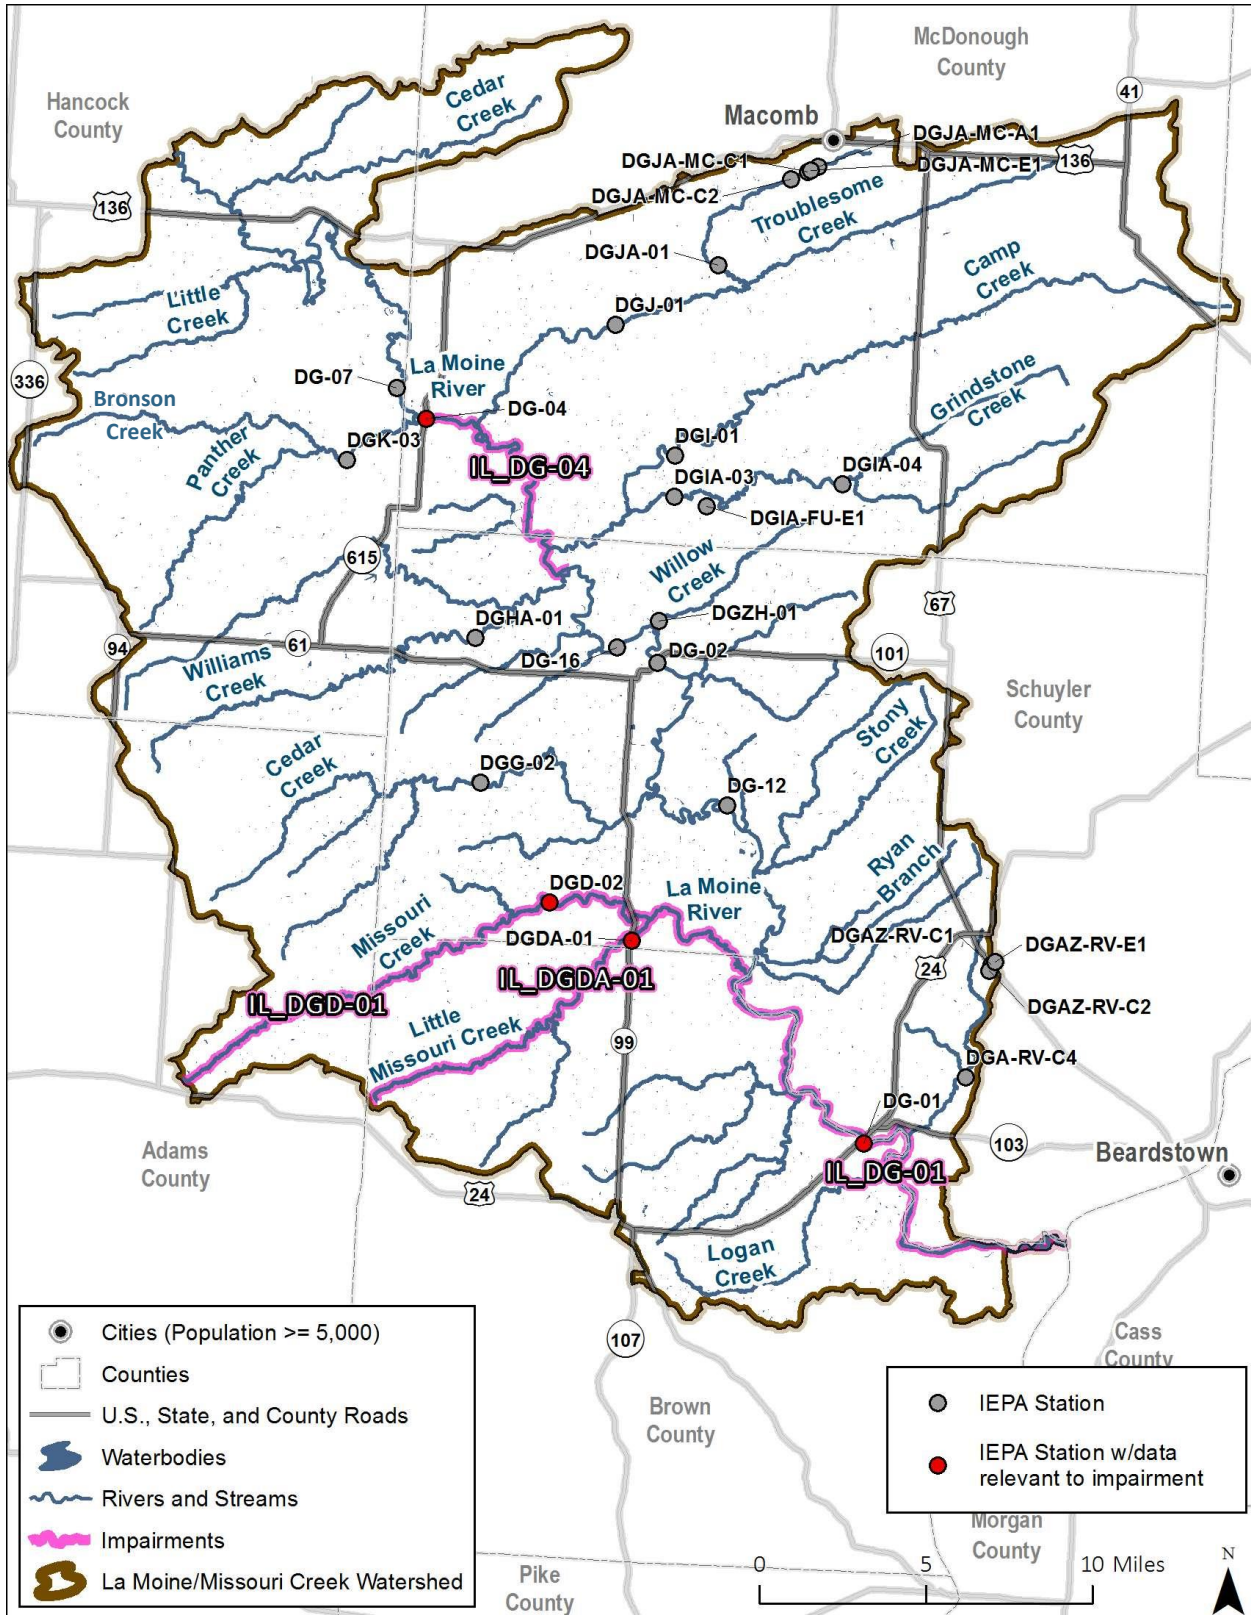 McDonough
County
Hancock
County
Cedar
Creek
41
Macomb
DGJA-MC-A1
DGJA-MC-C1
136
DGJA-MC-E1
DGJA-MC-C2
136
Troublesome
Creek
DGJA-01
Camp
Creek
Little
Creek
DGJ-01
336
DG-07
La Moine
River
Grindstone
Creek
Bronson
Creek
DG-04
Panther
Creek
DGK-03
DGI-01
IL_DG-04
DGIA-04
DGIA-03
DGIA-FU-E1
615
Willow
Creek
67
94
61
DGHA-01
DGZH-01
DG-16
DG-02
101
Williams
Creek
Schuyler
County
Stony
Creek
Cedar
Creek
DGG-02
DG-12
Ryan
Branch
DGD-02
La Moine
River
Missouri
Creek
DGDA-01
DGAZ-RV-C1
DGAZ-RV-E1
24
IL_DGDA-01
IL_DGD-01
DGAZ-RV-C2
Little
Missouri Creek
99
DGA-RV-C4
DG-01
Adams
County
103
Beardstown
IL_DG-01
24
Logan
Creek
107
Cass
County
Brown
County
Morgan
County
Pike
County
Cities (Population >= 5,000)
Counties
U.S., State, and County Roads
Waterbodies
Rivers and Streams
Impairments
La Moine/Missouri Creek Watershed
IEPA Station
IEPA Station w/data
relevant to impairment
0 5 10 Miles
N